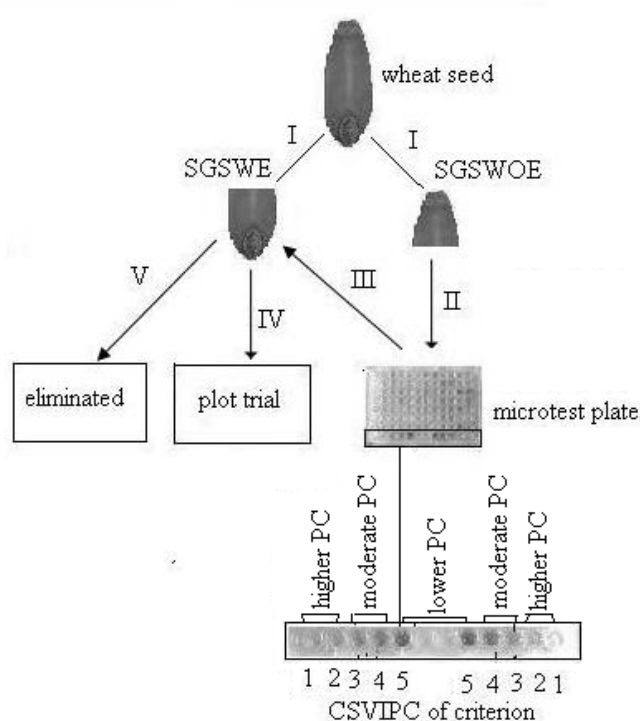 wheat seed
I I
SGSWE SGSWOE
V IV III II
eliminated plot trial microtest plate
higher PC moderate PC lower PC moderate PC higher PC
1 2 3 4 5 5 4 3 2 1
CSVIPC of criterion